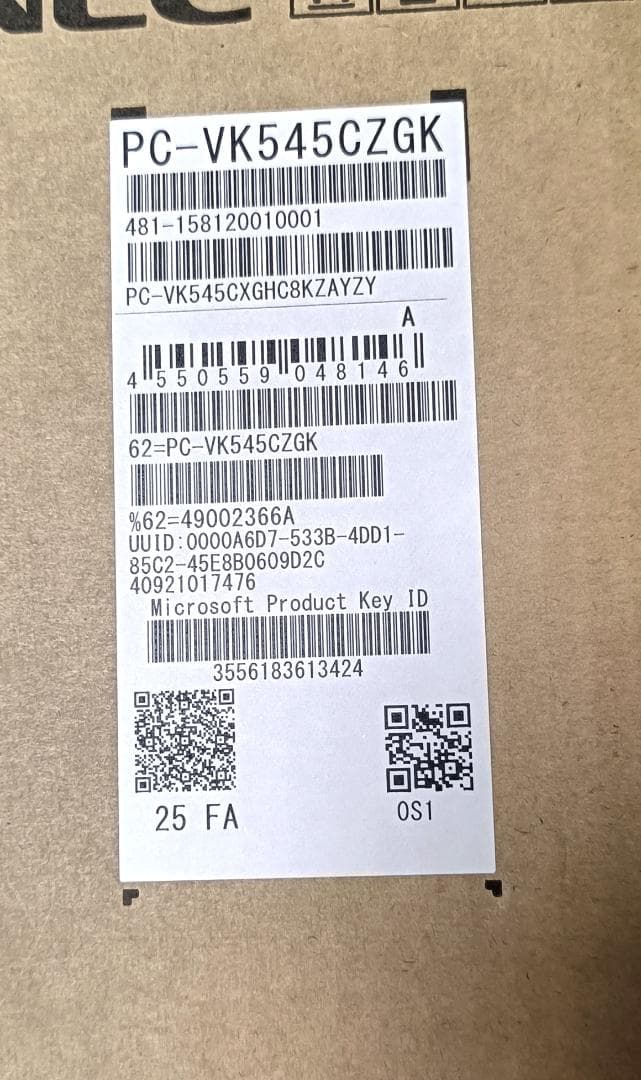 NEC
PC-VK545CZGK
481-158120010001
PC-VK545CXGHC8KZAYZY
A
4 550559 048146
62=PC-VK545CZGK
%62=49002366A
UUID:0000A6D7-533B-4DD1-
85C2-45E8B0609D2C
40921017476
Microsoft Product Key ID
3556183613424
25 FA
OS1